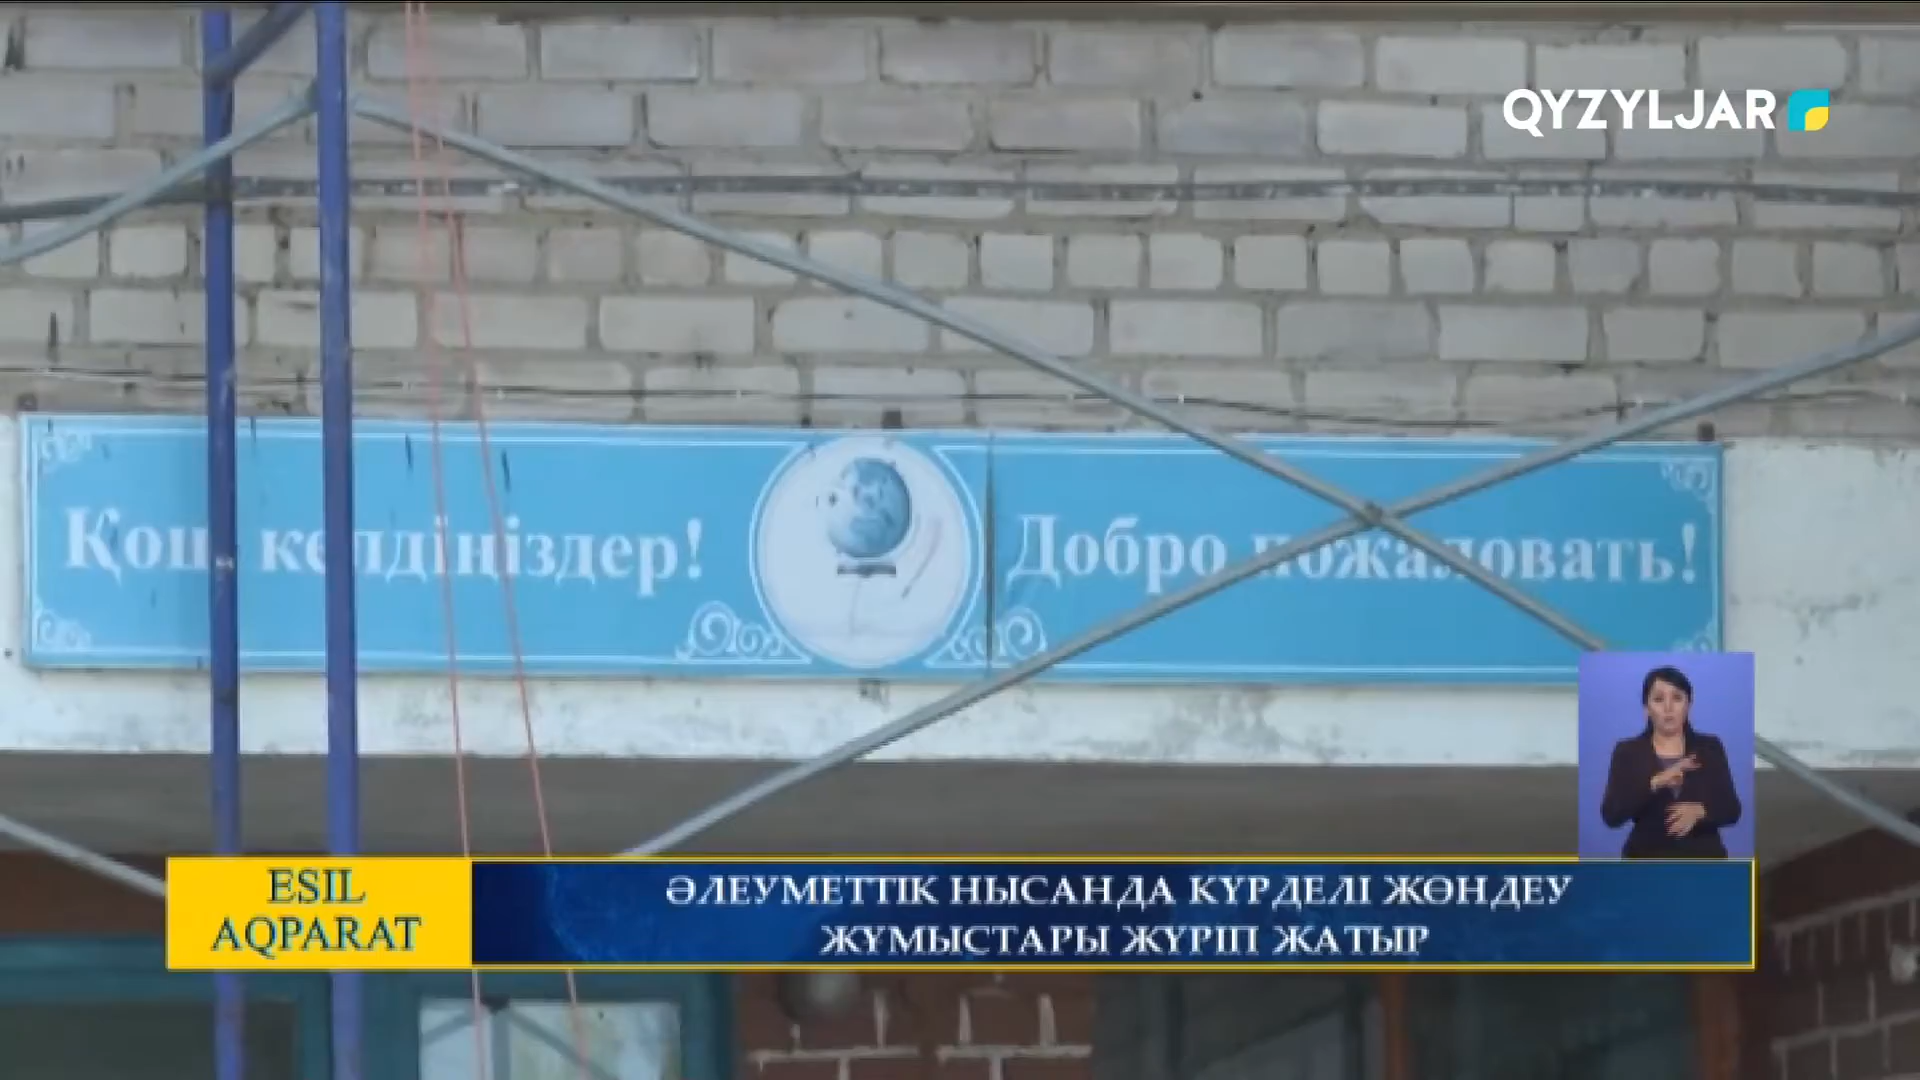 QYZYLJAR
Қош келдіңіздер!
Добро пожаловать!
ESIL
AQPARAT
ӘЛЕУМЕТТІК НЫСАНДА КҮРДЕЛІ ЖӨНДЕУ
ЖҰМЫСТАРЫ ЖҮРІП ЖАТЫР